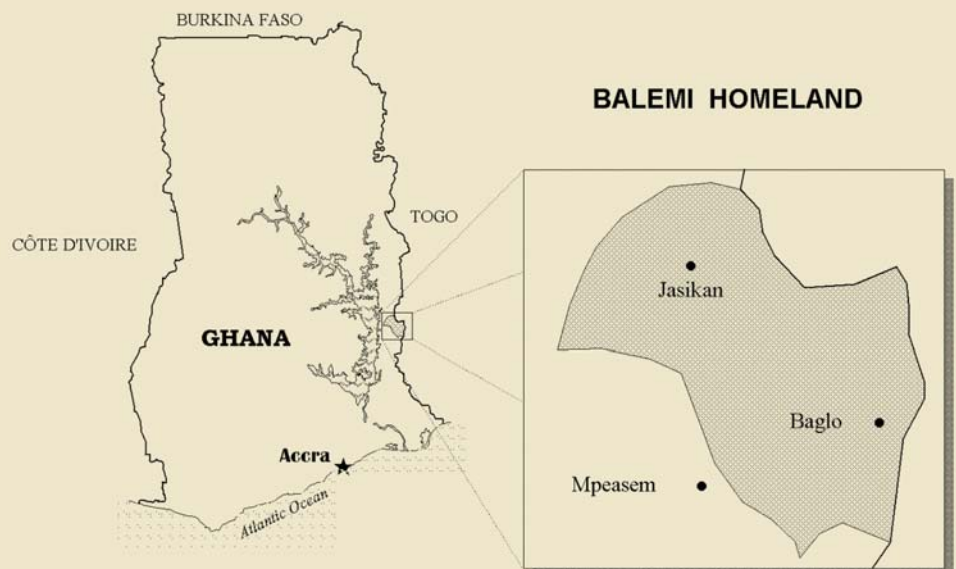 BURKINA FASO
BALEMI HOMELAND
TOGO
CÔTE D'IVOIRE
GHANA
Accra
Atlantic Ocean
Jasikan
Baglo
Mpeasem